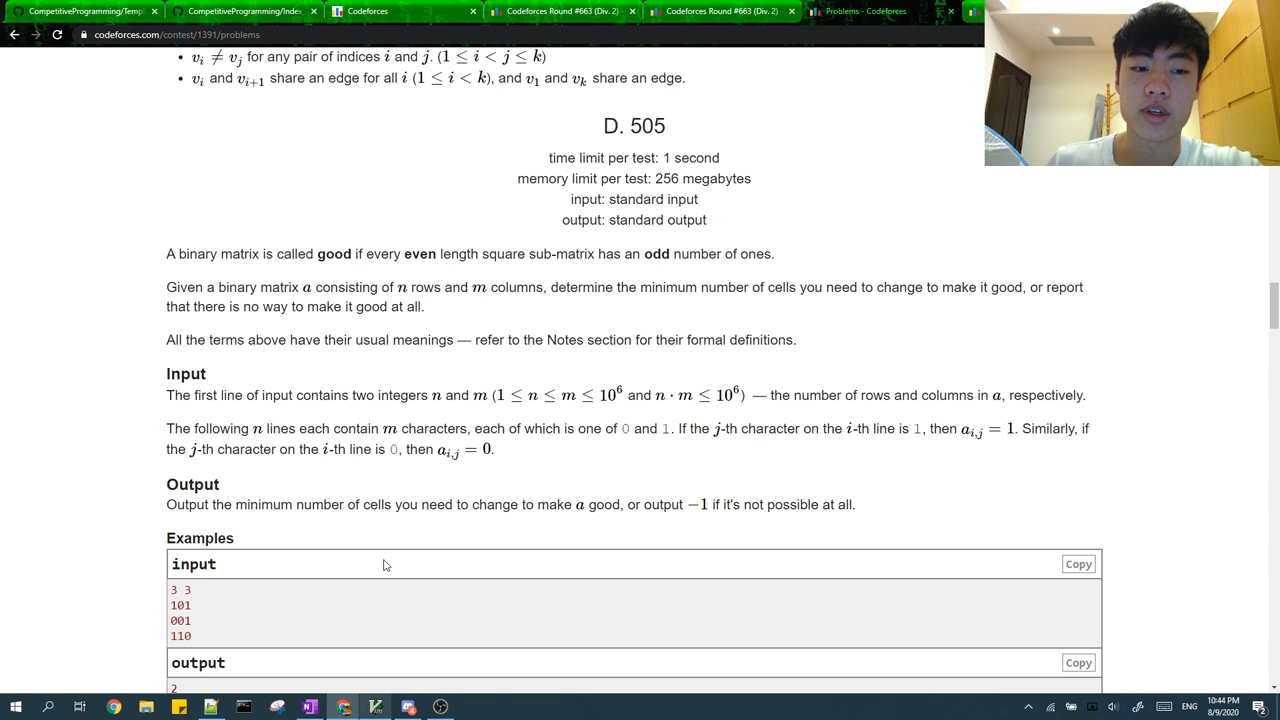 CompetitiveProgramming/Temp
CompetitiveProgramming/Index
Codeforces
Codeforces Round #663 (Div. 2)
Codeforces Round #663 (Div. 2)
Problems - Codeforces
codeforces.com/contest/1391/problems
• v_i ≠ v_j for any pair of indices i and j. (1 ≤ i < j ≤ k)
• v_i and v_{i+1} share an edge for all i (1 ≤ i < k), and v_1 and v_k share an edge.
D. 505
time limit per test: 1 second
memory limit per test: 256 megabytes
input: standard input
output: standard output
A binary matrix is called good if every even length square sub-matrix has an odd number of ones.
Given a binary matrix a consisting of n rows and m columns, determine the minimum number of cells you need to change to make it good, or report
that there is no way to make it good at all.
All the terms above have their usual meanings — refer to the Notes section for their formal definitions.
Input
The first line of input contains two integers n and m (1 ≤ n ≤ m ≤ 10^6 and n · m ≤ 10^6) — the number of rows and columns in a, respectively.
The following n lines each contain m characters, each of which is one of 0 and 1. If the j-th character on the i-th line is 1, then a_{i,j} = 1. Similarly, if
the j-th character on the i-th line is 0, then a_{i,j} = 0.
Output
Output the minimum number of cells you need to change to make a good, or output −1 if it's not possible at all.
Examples
input
Copy
3 3
101
001
110
output
Copy
2
ENG
10:44 PM
8/9/2020
2